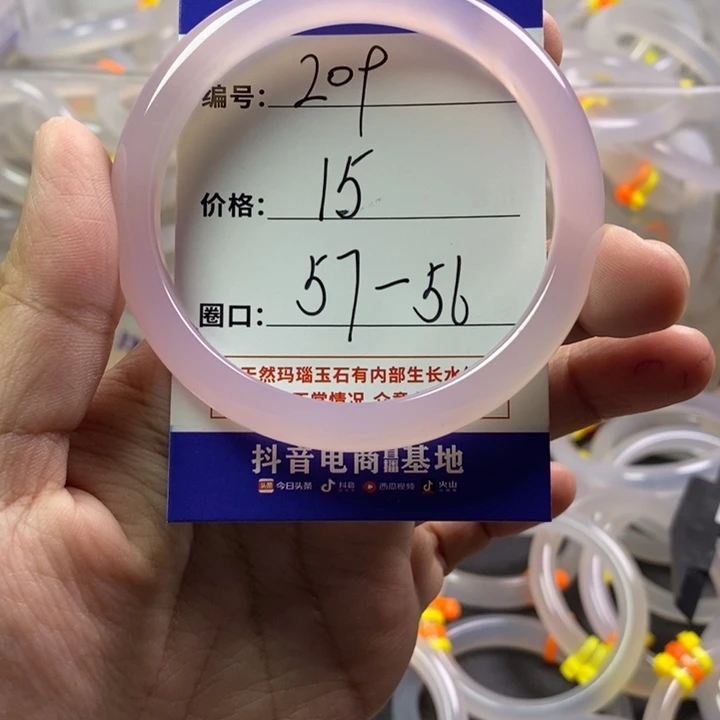 编号: 209
价格: 15
圈口: 57-56
天然玛瑙玉石有内部生长水
正常情况
抖音电商直播基地
今日头条 抖音 西瓜视频 火山